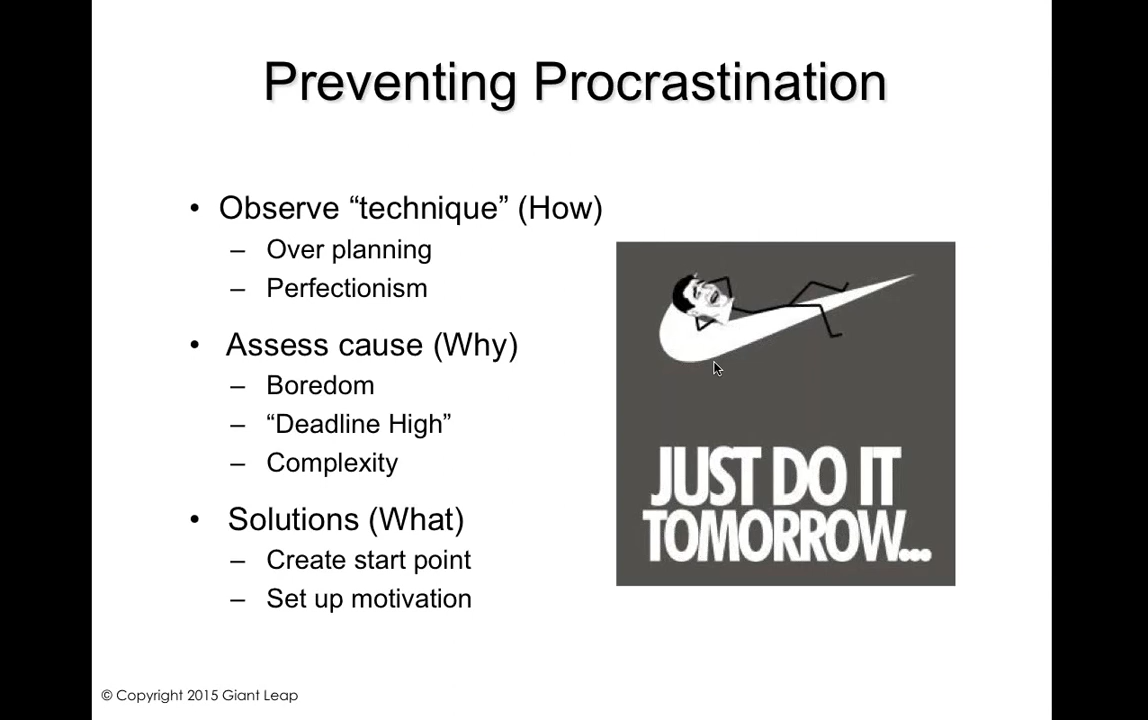 Preventing Procrastination
• Observe “technique” (How)
– Over planning
– Perfectionism
• Assess cause (Why)
– Boredom
– “Deadline High”
– Complexity
• Solutions (What)
– Create start point
– Set up motivation
JUST DO IT
TOMORROW...
© Copyright 2015 Giant Leap